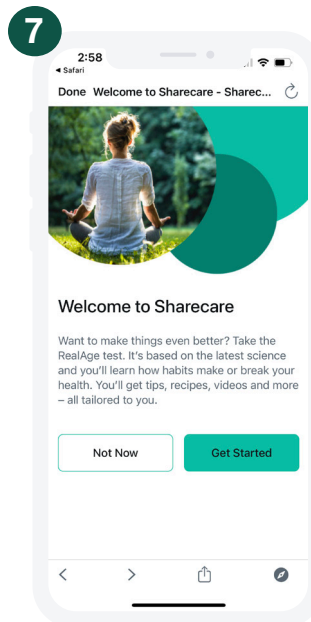 7
2:58
◀ Safari
Done Welcome to Sharecare - Sharec...
Welcome to Sharecare
Want to make things even better? Take the
RealAge test. It's based on the latest science
and you'll learn how habits make or break your
health. You'll get tips, recipes, videos and more
– all tailored to you.
Not Now Get Started